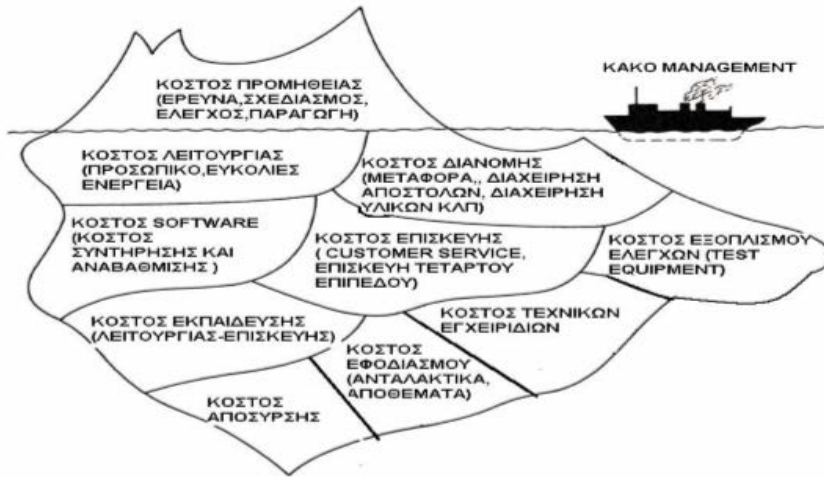 ΚΟΣΤΟΣ ΠΡΟΜΗΘΕΙΑΣ
(ΕΡΕΥΝΑ,ΣΧΕΔΙΑΣΜΟΣ,
ΕΛΕΓΧΟΣ,ΠΑΡΑΓΩΓΗ)
ΚΑΚΟ MANAGEMENT
ΚΟΣΤΟΣ ΛΕΙΤΟΥΡΓΙΑΣ
(ΠΡΟΣΩΠΙΚΟ,ΕΥΚΟΛΙΕΣ
ΕΝΕΡΓΕΙΑ)
ΚΟΣΤΟΣ ΔΙΑΝΟΜΗΣ
(ΜΕΤΑΦΟΡΑ,, ΔΙΑΧΕΙΡΗΣΗ
ΑΠΟΣΤΟΛΩΝ, ΔΙΑΧΕΙΡΗΣΗ
ΥΛΙΚΩΝ ΚΛΠ)
ΚΟΣΤΟΣ SOFTWARE
(ΚΟΣΤΟΣ
ΣΥΝΤΗΡΗΣΗΣ ΚΑΙ
ΑΝΑΒΑΘΜΙΣΗΣ )
ΚΟΣΤΟΣ ΕΠΙΣΚΕΥΗΣ
( CUSTOMER SERVICE,
ΕΠΙΣΚΕΥΗ ΤΕΤΑΡΤΟΥ
ΕΠΙΠΕΔΟΥ)
ΚΟΣΤΟΣ ΕΞΟΠΛΙΣΜΟΥ
ΕΛΕΓΧΩΝ (TEST
EQUIPMENT)
ΚΟΣΤΟΣ ΕΚΠΑΙΔΕΥΣΗΣ
(ΛΕΙΤΟΥΡΓΙΑΣ-ΕΠΙΣΚΕΥΗΣ)
ΚΟΣΤΟΣ ΤΕΧΝΙΚΩΝ
ΕΓΧΕΙΡΙΔΙΩΝ
ΚΟΣΤΟΣ
ΕΦΟΔΙΑΣΜΟΥ
(ΑΝΤΑΛΑΚΤΙΚΑ,
ΑΠΟΘΕΜΑΤΑ)
ΚΟΣΤΟΣ
ΑΠΟΣΥΡΣΗΣ